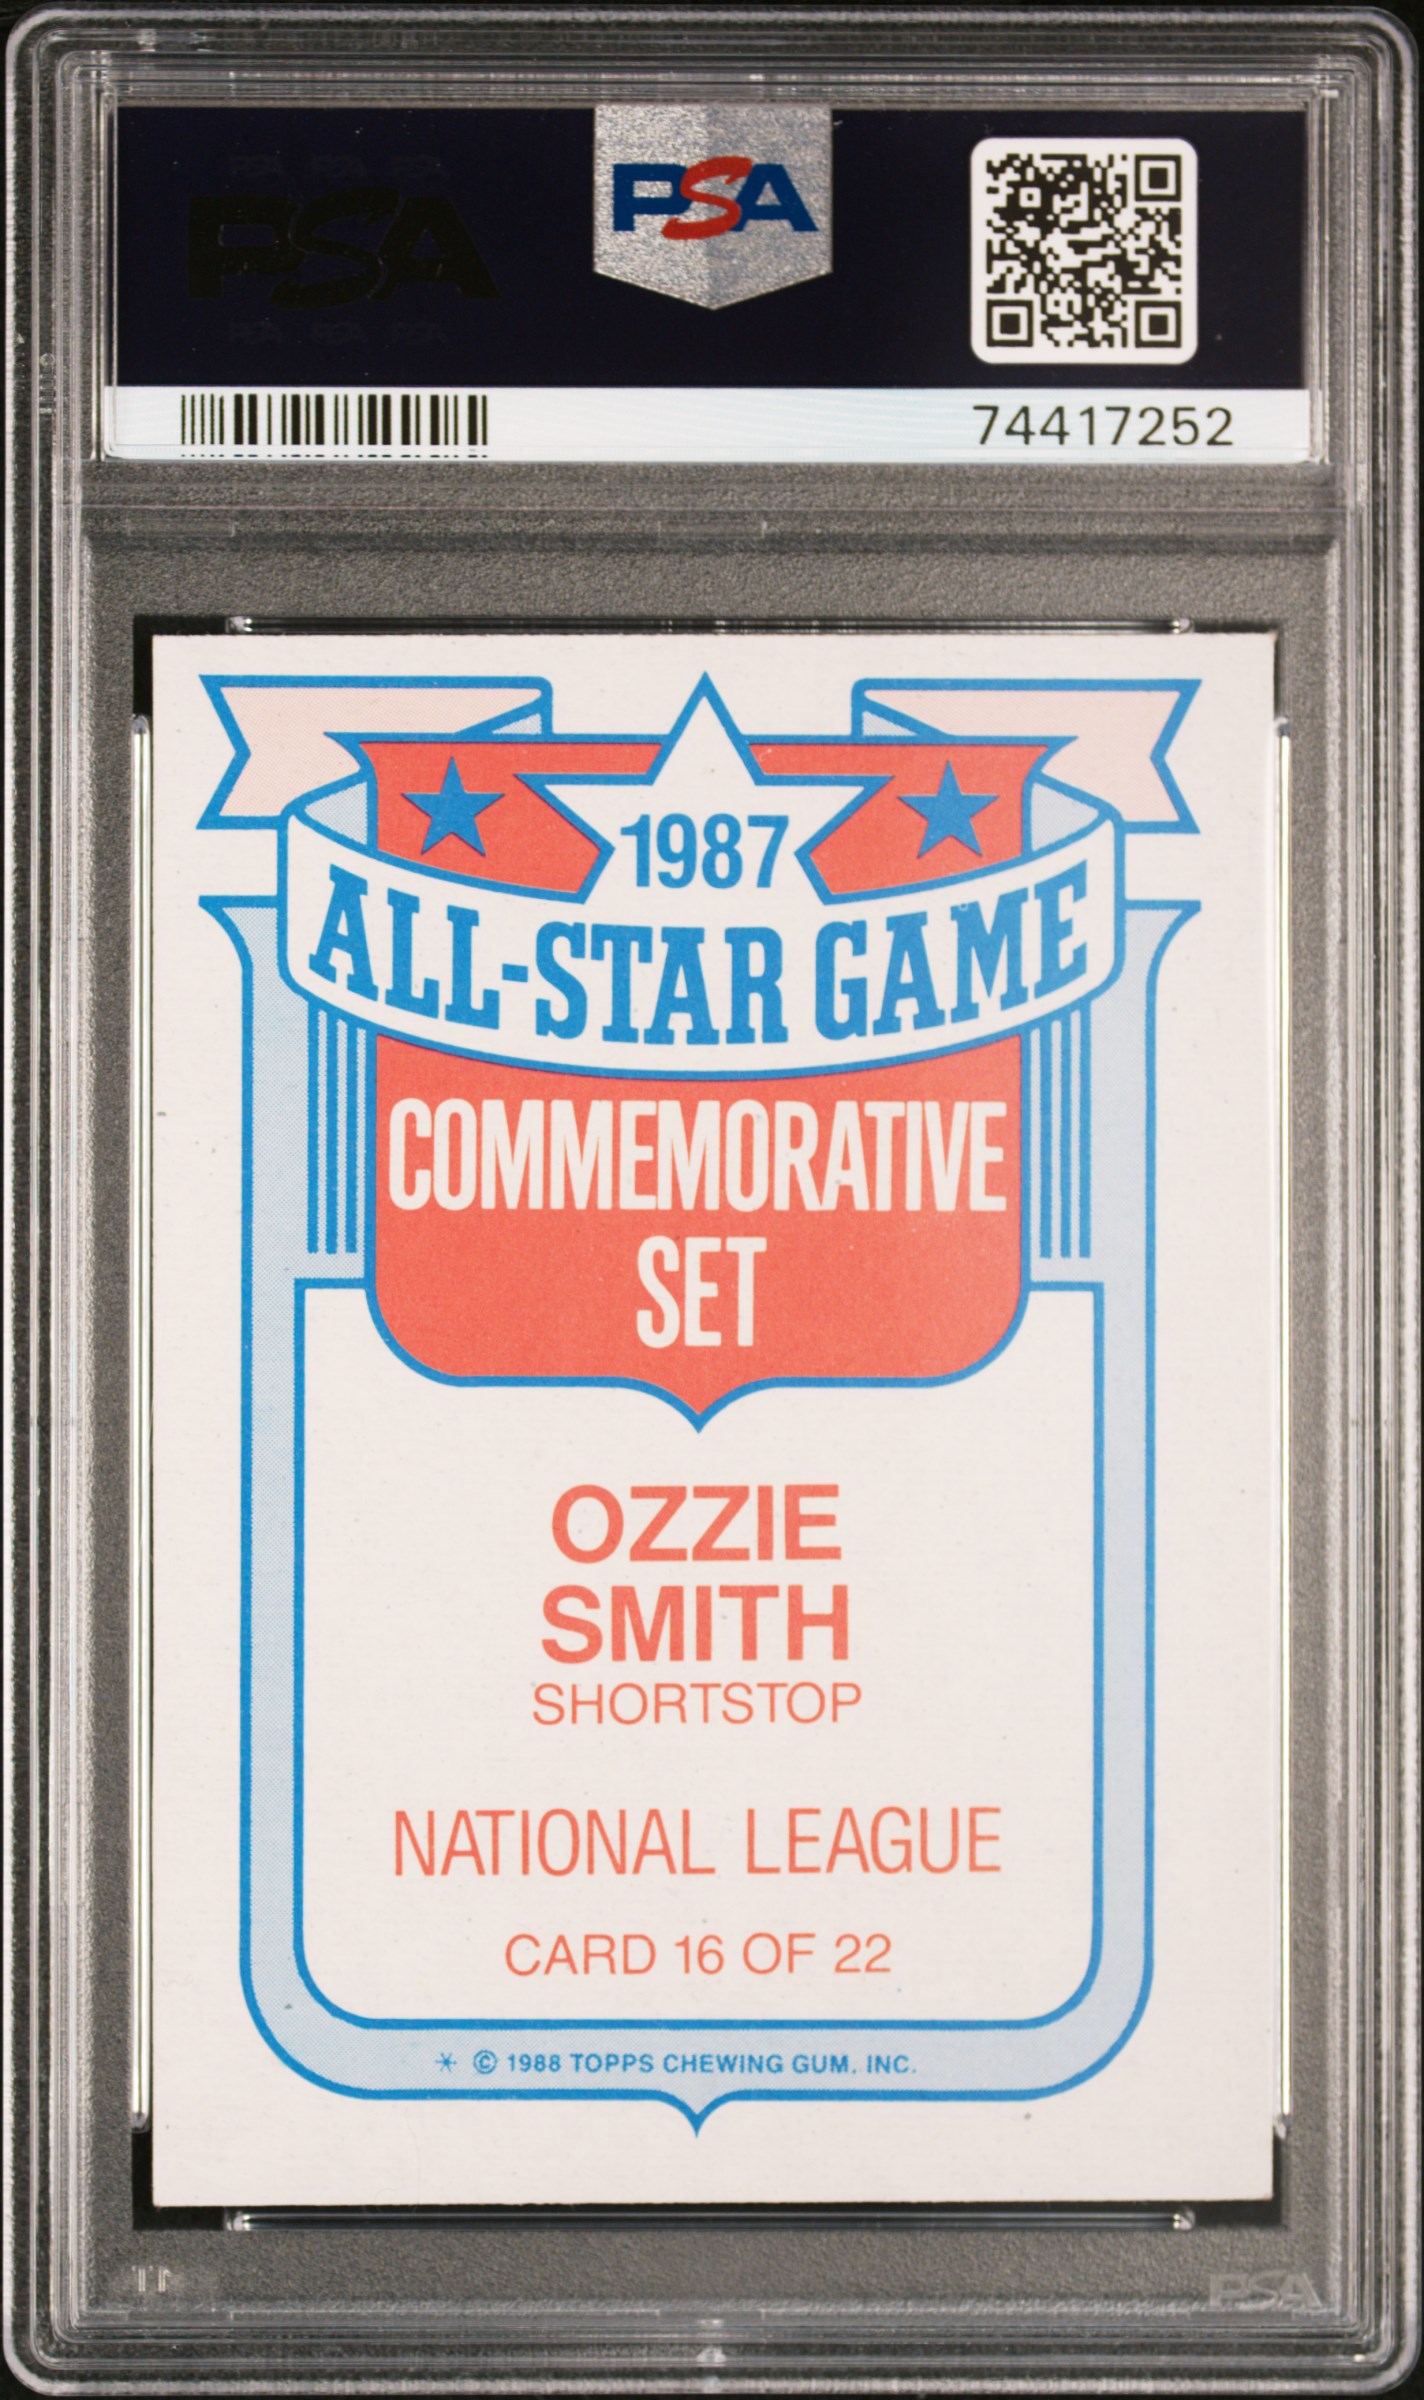 PSA
74417252
1987
ALL-STAR GAME
COMMEMORATIVE
SET
OZZIE
SMITH
SHORTSTOP
NATIONAL LEAGUE
CARD 16 OF 22
* © 1988 TOPPS CHEWING GUM, INC.
PSA